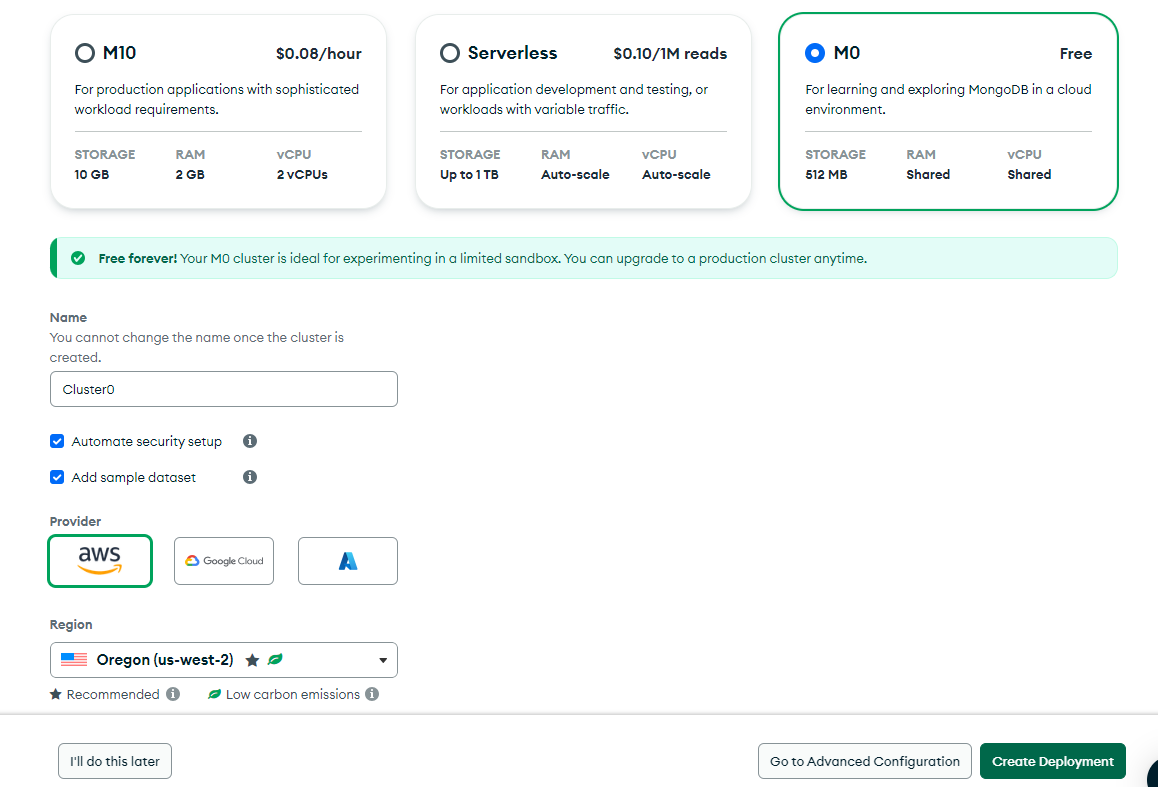 M10 $0.08/hour
For production applications with sophisticated
workload requirements.
STORAGE RAM vCPU
10 GB 2 GB 2 vCPUs
Serverless $0.10/1M reads
For application development and testing, or
workloads with variable traffic.
STORAGE RAM vCPU
Up to 1 TB Auto-scale Auto-scale
M0 Free
For learning and exploring MongoDB in a cloud
environment.
STORAGE RAM vCPU
512 MB Shared Shared
Free forever! Your M0 cluster is ideal for experimenting in a limited sandbox. You can upgrade to a production cluster anytime.
Name
You cannot change the name once the cluster is
created.
Cluster0
Automate security setup
Add sample dataset
Provider
aws Google Cloud
Region
Oregon (us-west-2)
Recommended Low carbon emissions
I'll do this later Go to Advanced Configuration Create Deployment